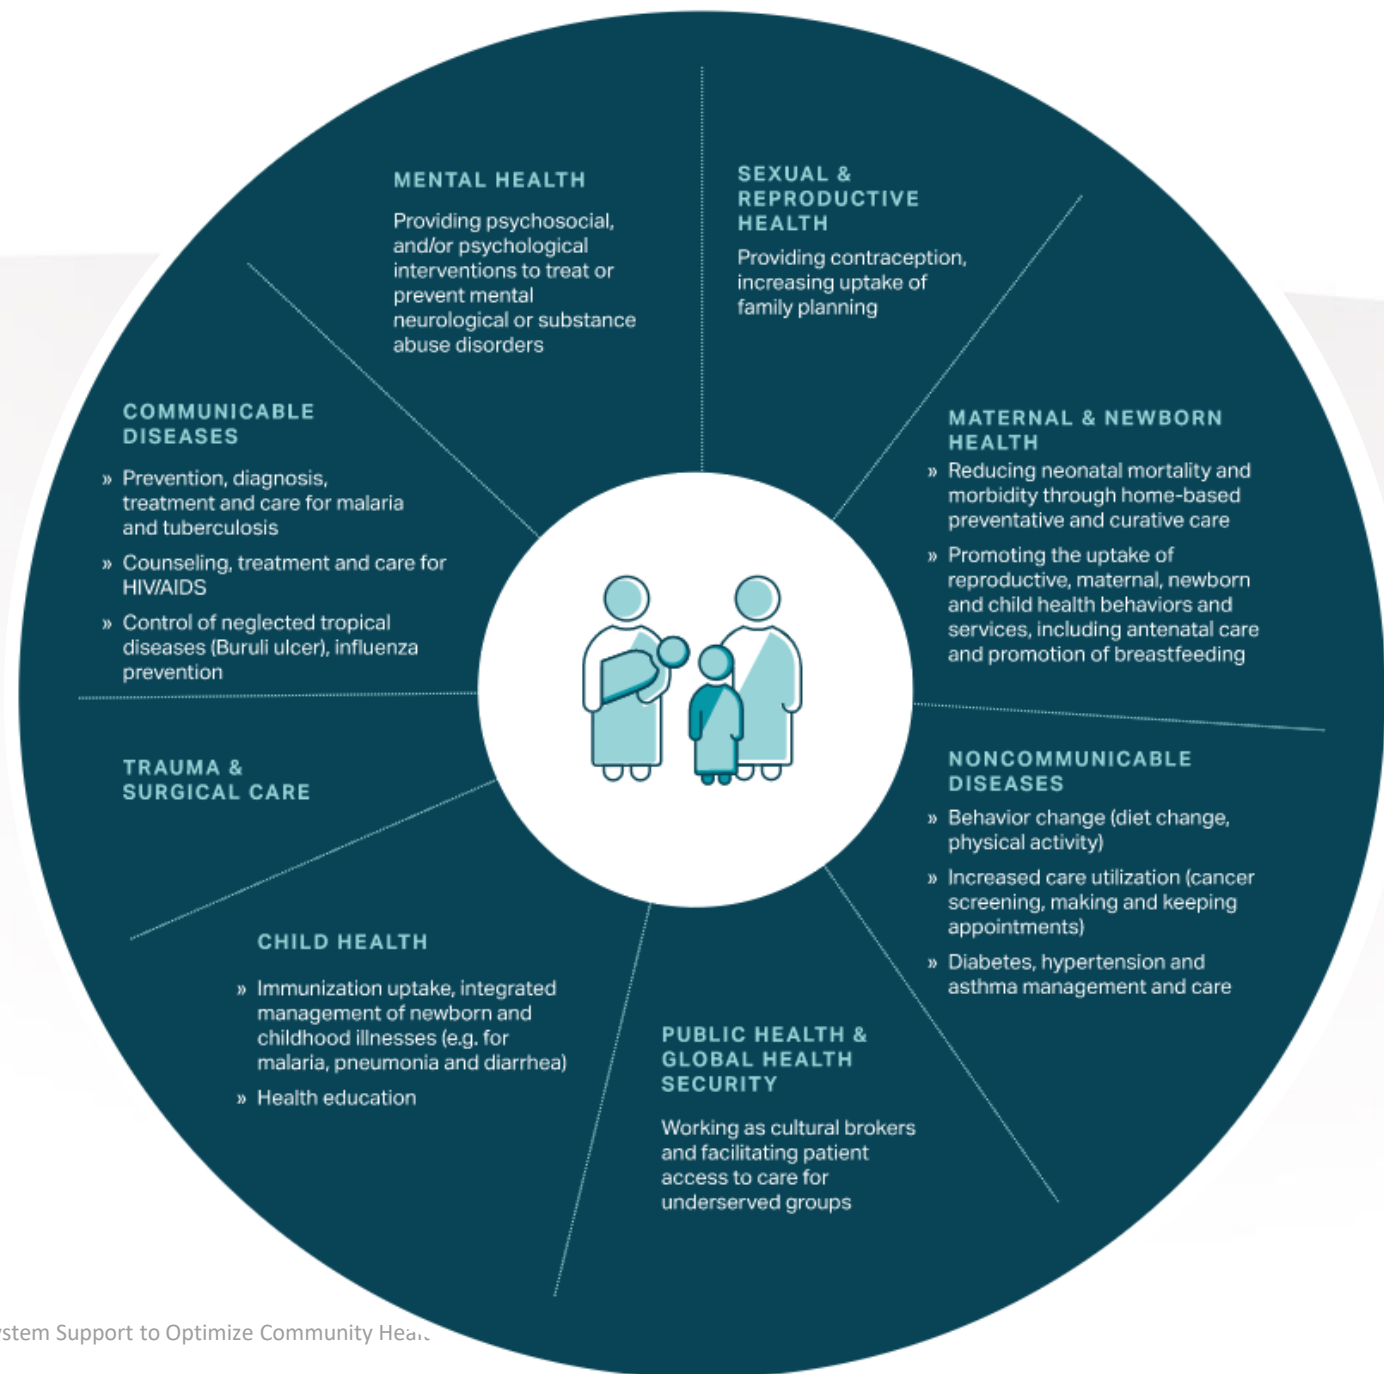 MENTAL HEALTH
Providing psychosocial,
and/or psychological
interventions to treat or
prevent mental
neurological or substance
abuse disorders
SEXUAL &
REPRODUCTIVE
HEALTH
Providing contraception,
increasing uptake of
family planning
MATERNAL & NEWBORN
HEALTH
» Reducing neonatal mortality and
morbidity through home-based
preventative and curative care
» Promoting the uptake of
reproductive, maternal, newborn
and child health behaviors and
services, including antenatal care
and promotion of breastfeeding
NONCOMMUNICABLE
DISEASES
» Behavior change (diet change,
physical activity)
» Increased care utilization (cancer
screening, making and keeping
appointments)
» Diabetes, hypertension and
asthma management and care
PUBLIC HEALTH &
GLOBAL HEALTH
SECURITY
Working as cultural brokers
and facilitating patient
access to care for
underserved groups
CHILD HEALTH
» Immunization uptake, integrated
management of newborn and
childhood illnesses (e.g. for
malaria, pneumonia and diarrhea)
» Health education
TRAUMA &
SURGICAL CARE
COMMUNICABLE
DISEASES
» Prevention, diagnosis,
treatment and care for malaria
and tuberculosis
» Counseling, treatment and care for
HIV/AIDS
» Control of neglected tropical
diseases (Buruli ulcer), influenza
prevention
Support to Optimize Community